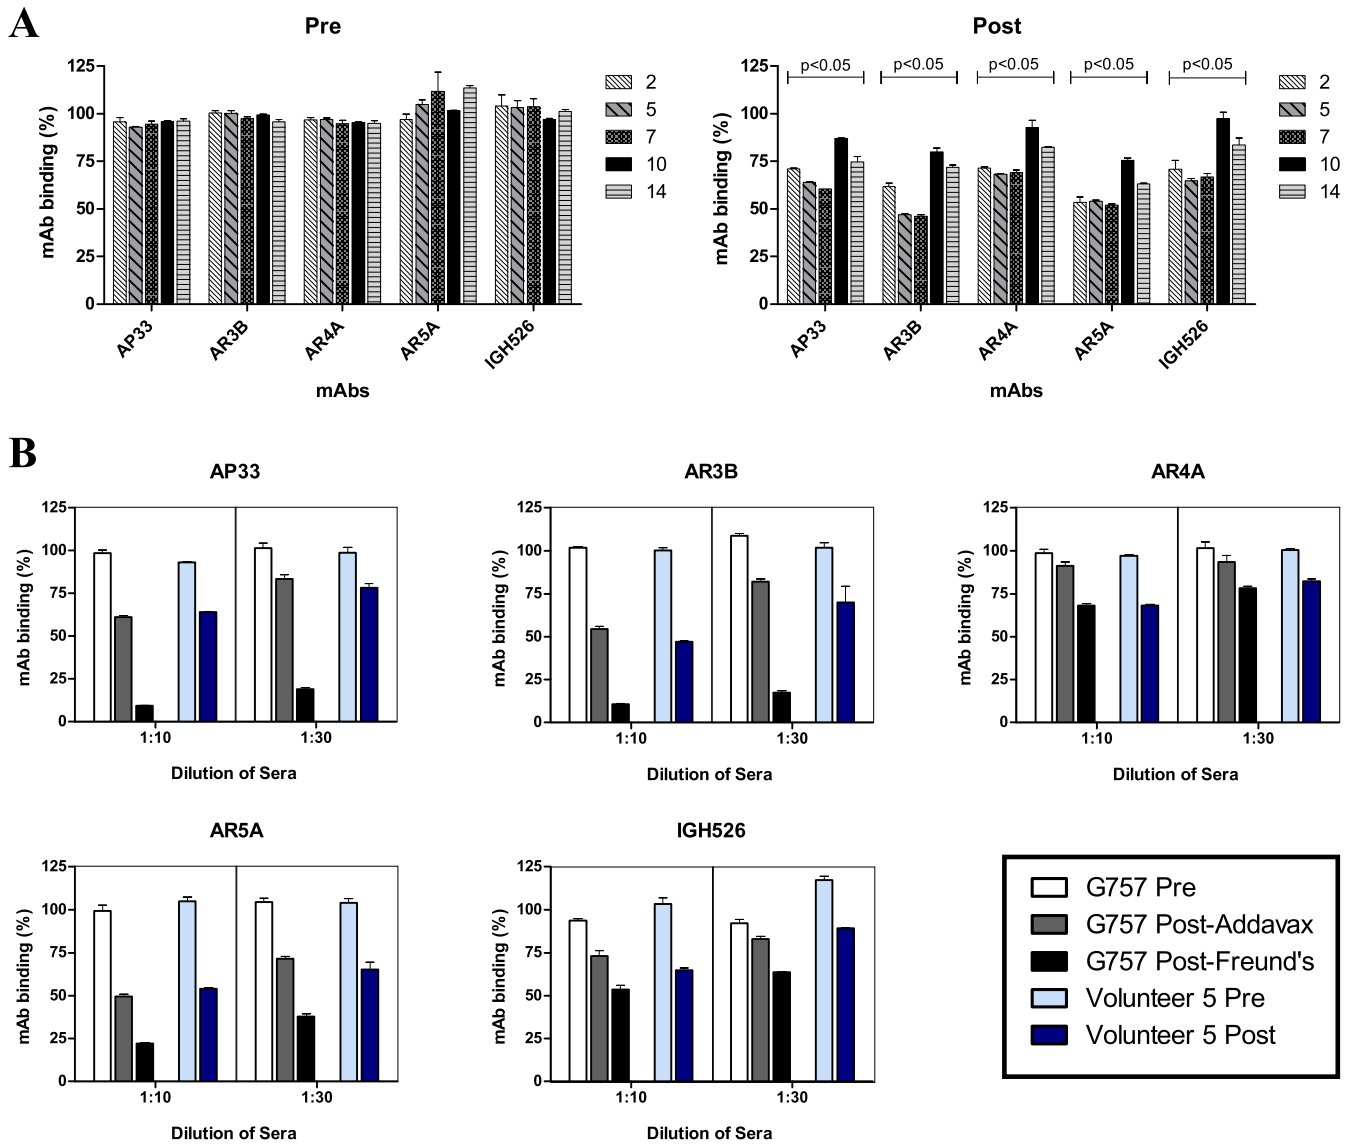 A
Pre
125
100
75
50
25
0
mAb binding (%)
AP33
AR3B
AR4A
AR5A
IGH526
mAbs
2
5
7
10
14
Post
p<0.05 p<0.05 p<0.05 p<0.05 p<0.05
125
100
75
50
25
0
mAb binding (%)
AP33
AR3B
AR4A
AR5A
IGH526
mAbs
2
5
7
10
14
B
AP33
125
100
75
50
25
0
mAb binding (%)
1:10 1:30
Dilution of Sera
AR3B
125
100
75
50
25
0
mAb binding (%)
1:10 1:30
Dilution of Sera
AR4A
125
100
75
50
25
0
mAb binding (%)
1:10 1:30
Dilution of Sera
AR5A
125
100
75
50
25
0
mAb binding (%)
1:10 1:30
Dilution of Sera
IGH526
125
100
75
50
25
0
mAb binding (%)
1:10 1:30
Dilution of Sera
G757 Pre
G757 Post-Addavax
G757 Post-Freund's
Volunteer 5 Pre
Volunteer 5 Post